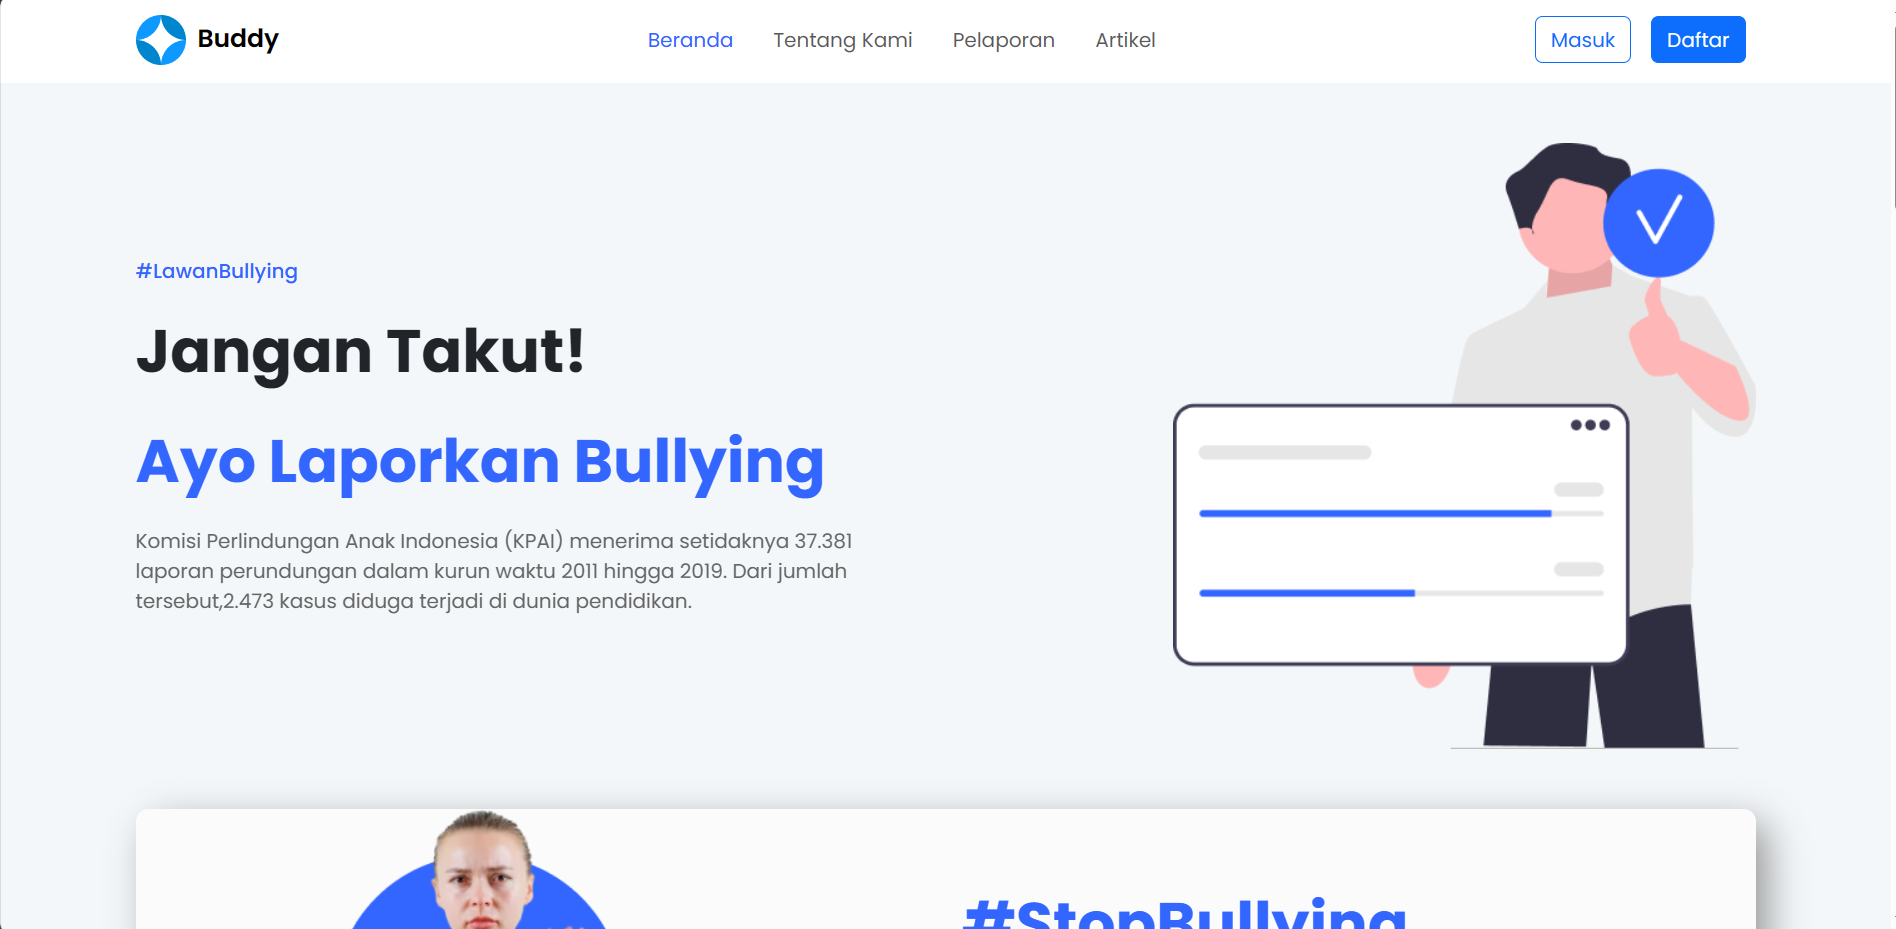 Buddy
Beranda
Tentang Kami
Pelaporan
Artikel
Masuk
Daftar
#LawanBullying
Jangan Takut!
Ayo Laporkan Bullying
Komisi Perlindungan Anak Indonesia (KPAI) menerima setidaknya 37.381
laporan perundungan dalam kurun waktu 2011 hingga 2019. Dari jumlah
tersebut,2.473 kasus diduga terjadi di dunia pendidikan.
#StopBullying